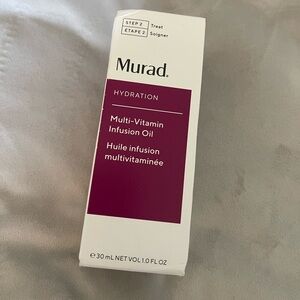 STEP 2 Treat
ETAPE 2 Soigner
Murad.
HYDRATION
Multi-Vitamin
Infusion Oil
Huile infusion
multivitaminée
℮ 30 mL NET VOL 1.0 FL OZ